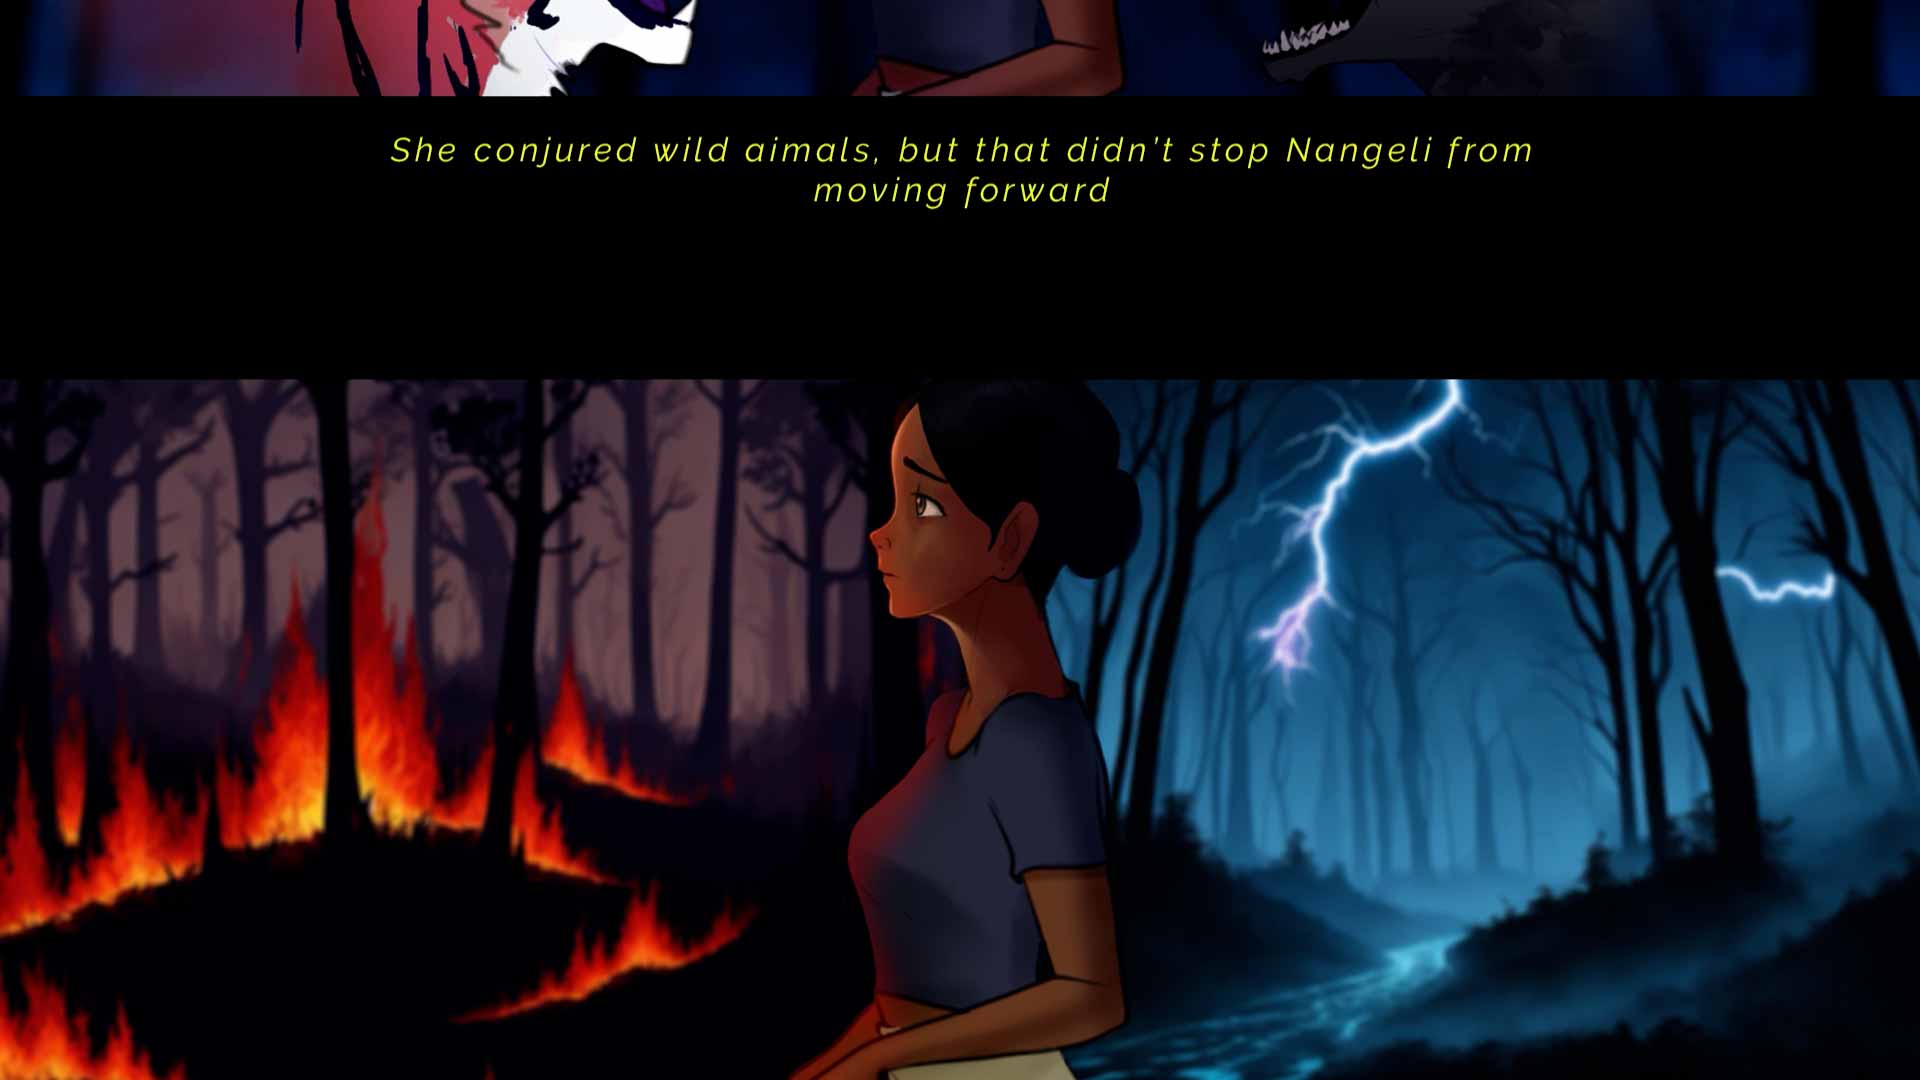 She conjured wild aimals, but that didn’t stop Nangeli from
moving forward